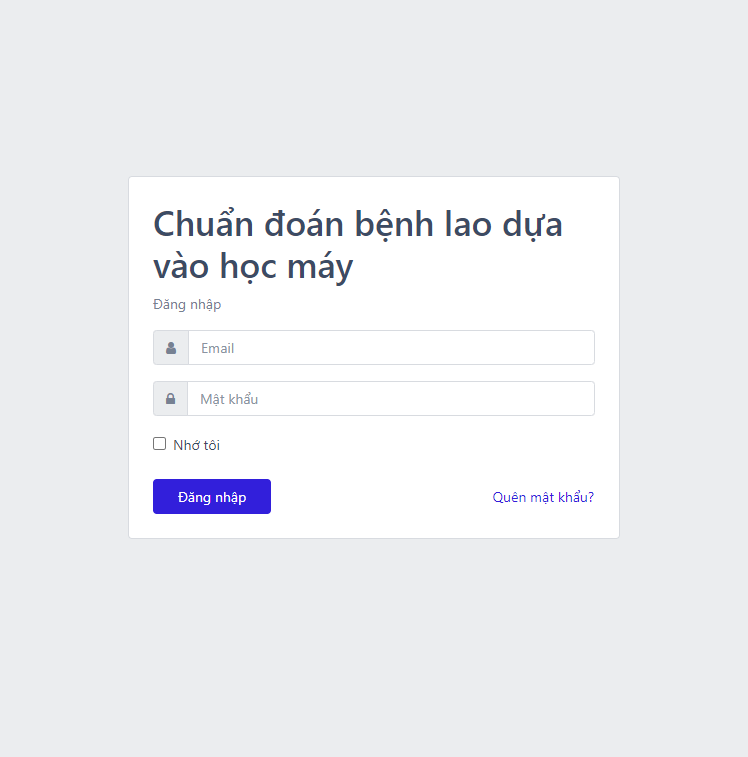 Chuẩn đoán bệnh lao dựa
vào học máy
Đăng nhập
Email
Mật khẩu
Nhớ tôi
Đăng nhập
Quên mật khẩu?